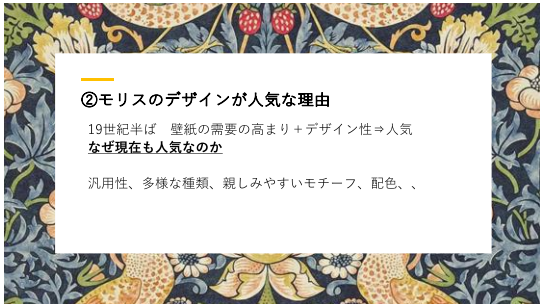 ②モリスのデザインが人気な理由
19世紀半ば　壁紙の需要の高まり＋デザイン性⇒人気
なぜ現在も人気なのか
汎用性、多様な種類、親しみやすいモチーフ、配色、、